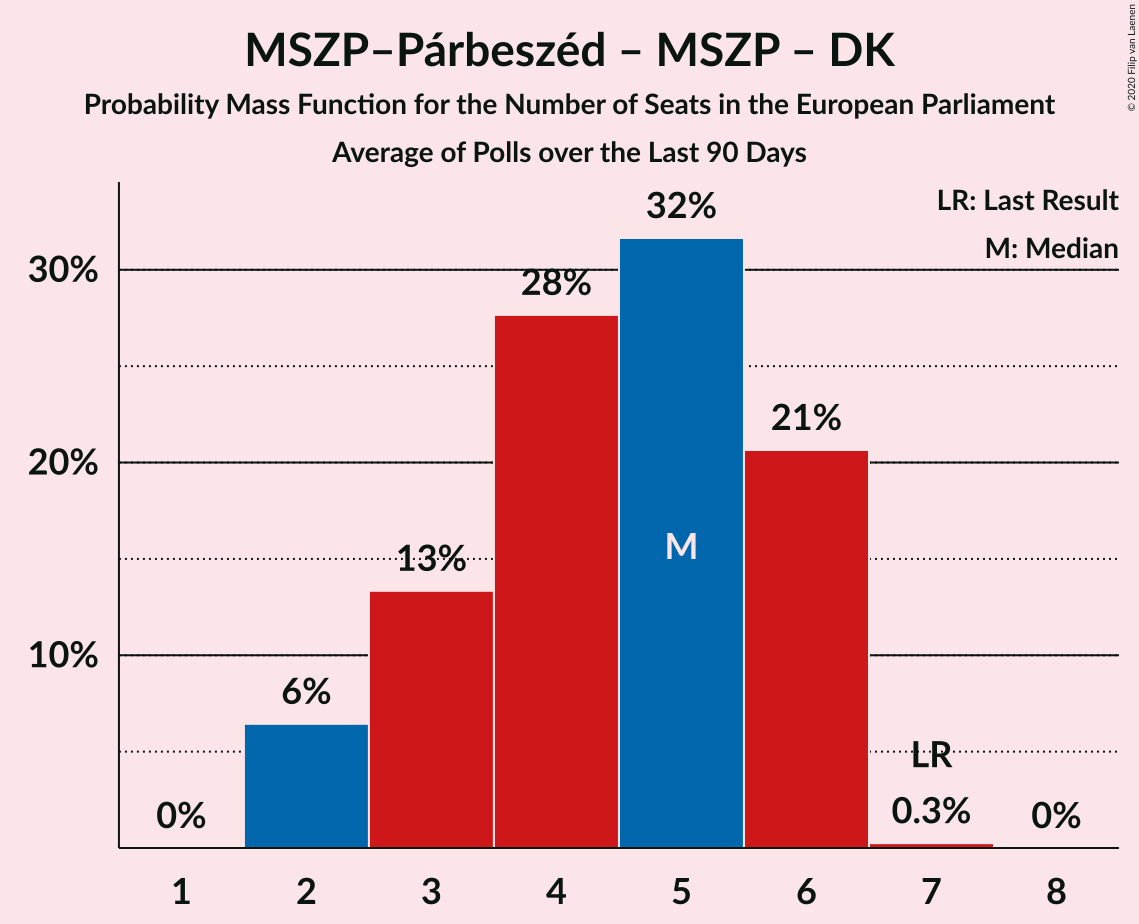 MSZP–Párbeszéd – MSZP – DK
Probability Mass Function for the Number of Seats in the European Parliament
Average of Polls over the Last 90 Days
© 2020 Filip van Laenen
LR: Last Result
M: Median
30%
20%
10%
0%
6%
13%
28%
32%
M
21%
LR
0.3%
0%
1 2 3 4 5 6 7 8